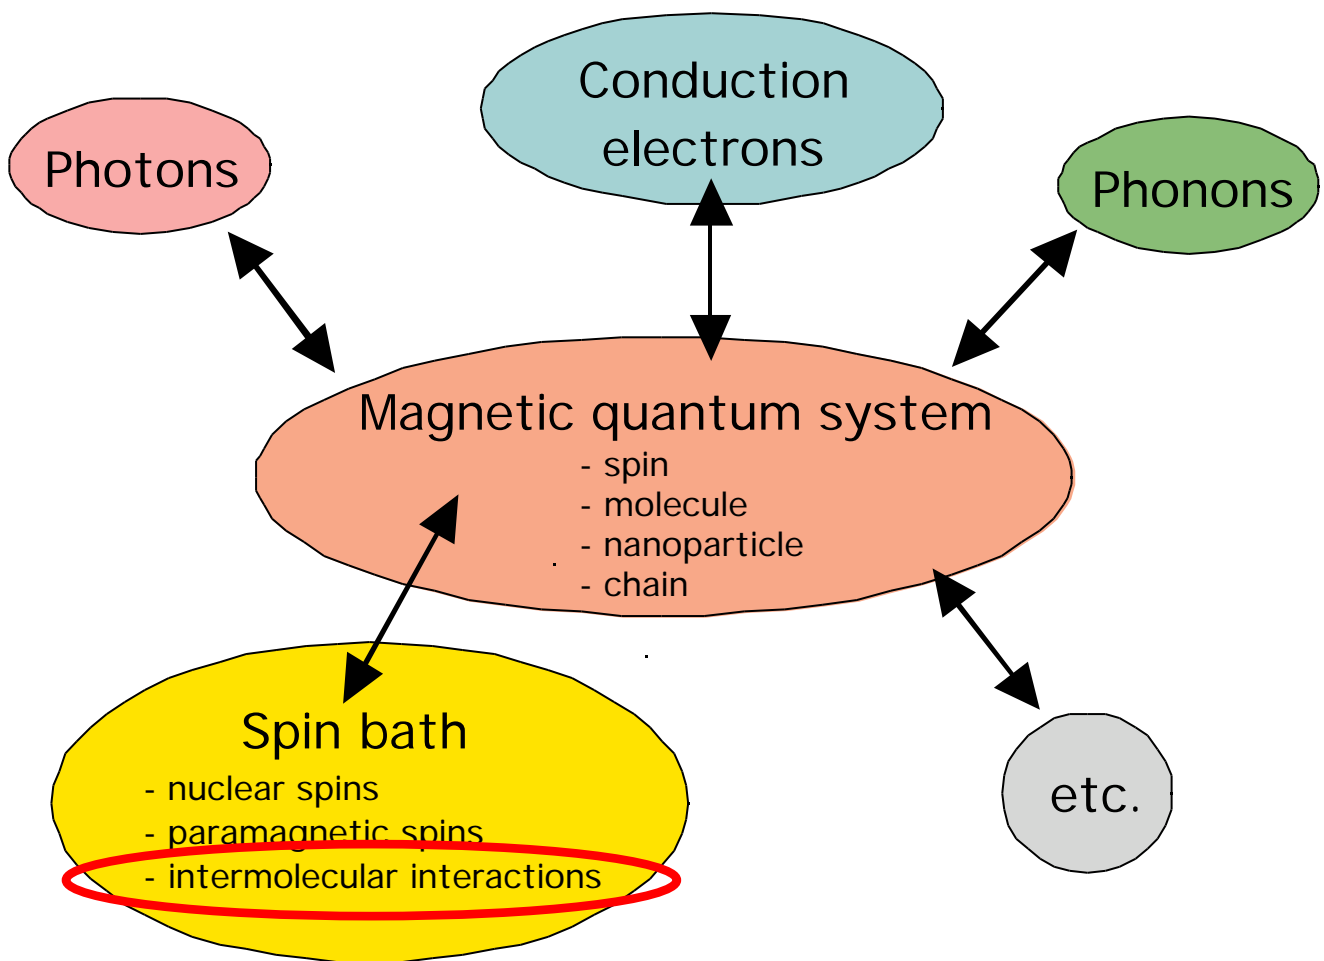 Conduction
electrons
Photons
Phonons
Magnetic quantum system
- spin
- molecule
- nanoparticle
- chain
Spin bath
- nuclear spins
- paramagnetic spins
- intermolecular interactions
etc.